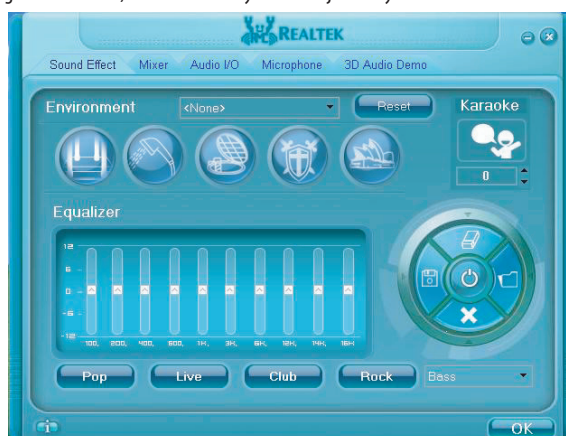 REALTEK
Sound Effect Mixer Audio I/O Microphone 3D Audio Demo
Environment <None> Reset Karaoke
0
Equalizer
12
6
0
-6
-12
100, 200, 400, 600, 1K, 3K, 6K, 12K, 14K, 16K
Pop Live Club Rock Bass
OK